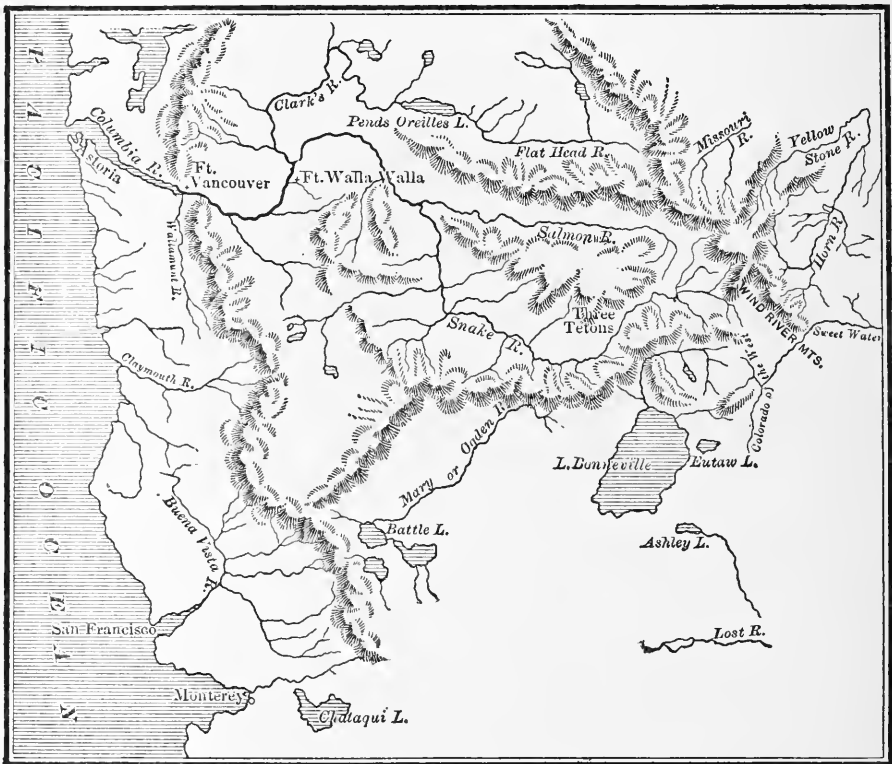 PACIFIC OCEAN
Clark's R.
Pends Oreilles L.
Missouri
R.
Yellow
Stone R.
Columbia R.
Astoria
Ft.
Vancouver
Ft. Walla Walla
Flat Head R.
Horn R
Wallamut R.
Salmon R.
Three
Tetons
WIND RIVER MTS.
Sweet Water
Snake R.
Colorado of the West
Claymouth R.
Mary or Ogden R.
L. Bonneville
Eutaw L.
Buena Vista R.
Battle L.
Ashley L.
San Francisco
Lost R.
Monterey
Chataqui L.